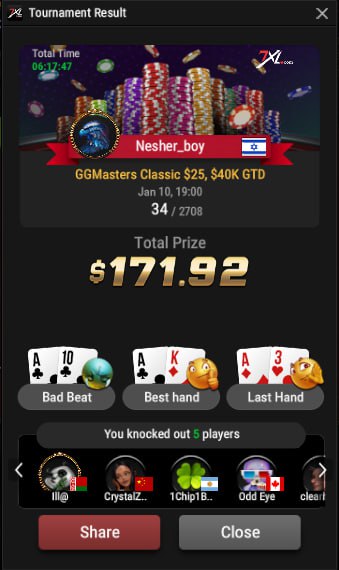 Tournament Result
Total Time
06:17:47
7XL
Nesher_boy
GGMasters Classic $25, $40K GTD
Jan 10, 19:00
34 / 2708
Total Prize
$171.92
A 10
A K
A 3
Bad Beat
Best hand
Last Hand
You knocked out 5 players
Ill@
CrystalZ..
1Chip1B..
Odd Eye
clearh
Share
Close